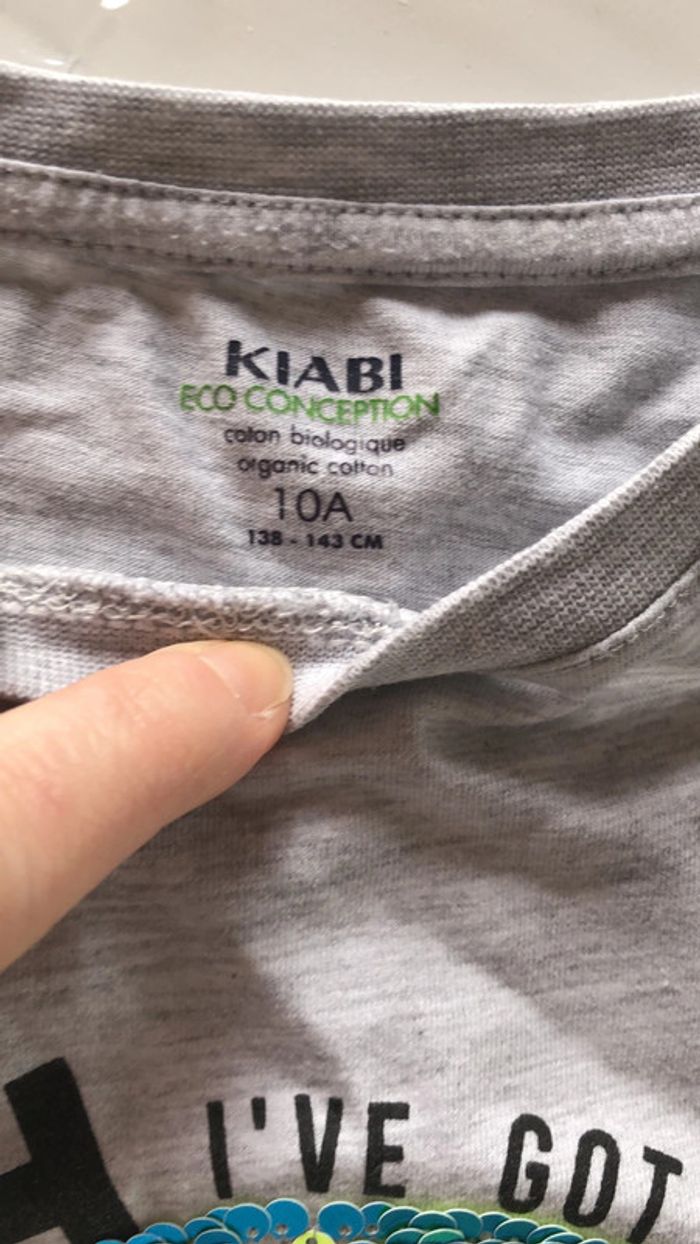 KIABI
ECO CONCEPTION
coton biologique
organic cotton
10A
138 - 143 CM
I'VE GOT